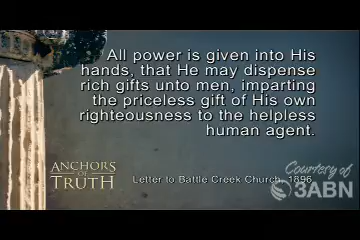 All power is given into His
hands, that He may dispense
rich gifts unto men, imparting
the priceless gift of His own
righteousness to the helpless
human agent.
ANCHORS
OF
TRUTH
Letter to Battle Creek Church, 1896
Courtesy of
3ABN